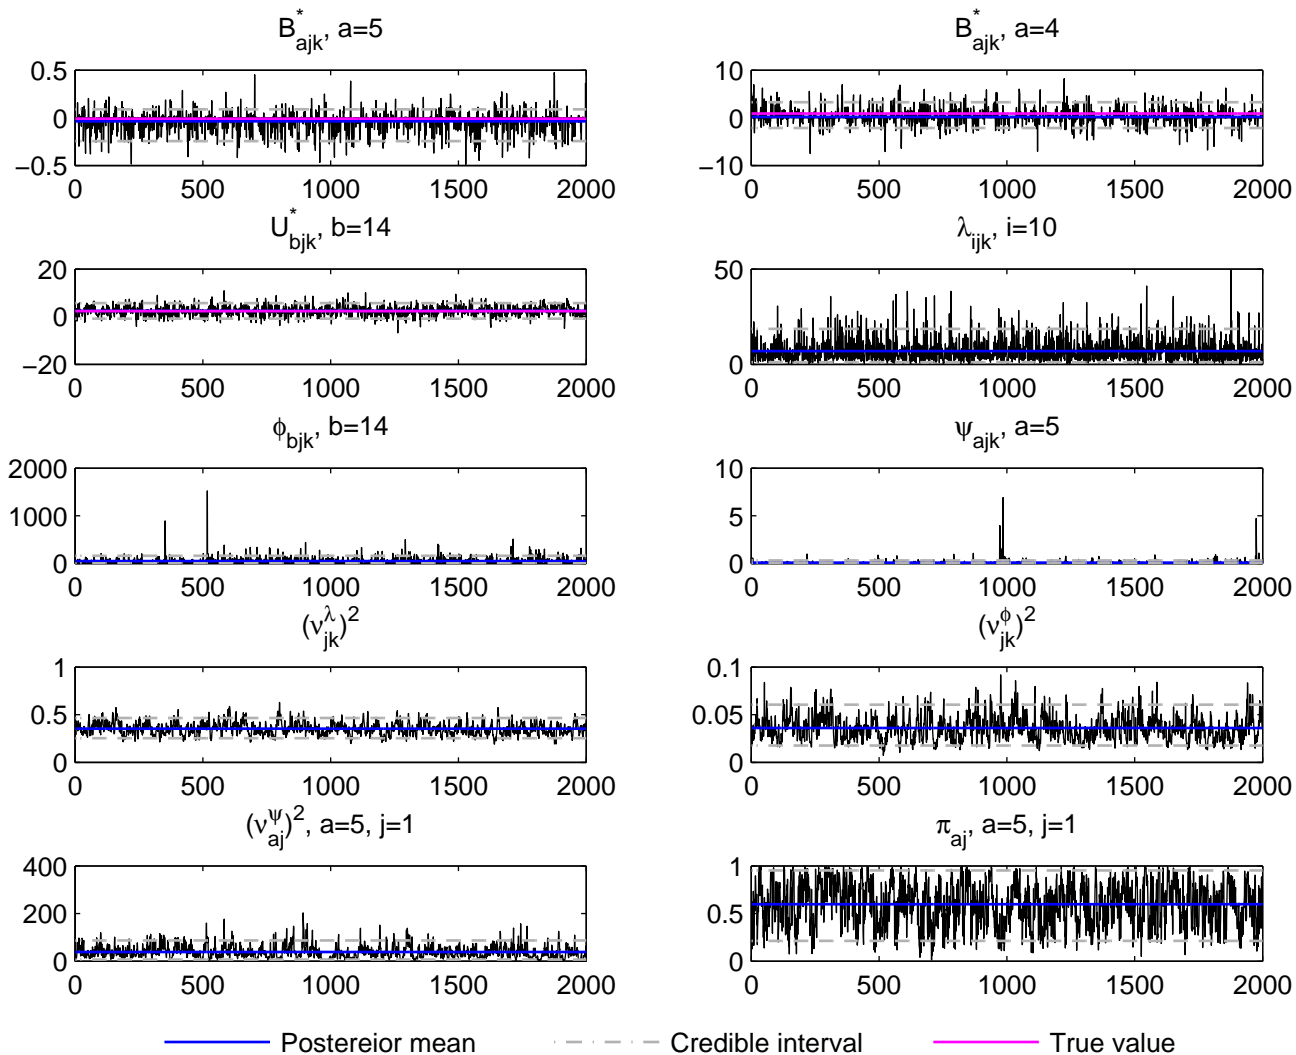 B*ajk, a=5
B*ajk, a=4
0.5
0
−0.5
0 500 1000 1500 2000
10
0
−10
0 500 1000 1500 2000
U*bjk, b=14
λijk, i=10
20
0
−20
0 500 1000 1500 2000
50
0
0 500 1000 1500 2000
ϕbjk, b=14
ψajk, a=5
2000
1000
0
0 500 1000 1500 2000
10
5
0
0 500 1000 1500 2000
(νλjk)2
(νϕjk)2
1
0.5
0
0 500 1000 1500 2000
0.1
0.05
0
0 500 1000 1500 2000
(νψaj)2, a=5, j=1
πaj, a=5, j=1
400
200
0
0 500 1000 1500 2000
1
0.5
0
0 500 1000 1500 2000
Postereior mean Credible interval True value